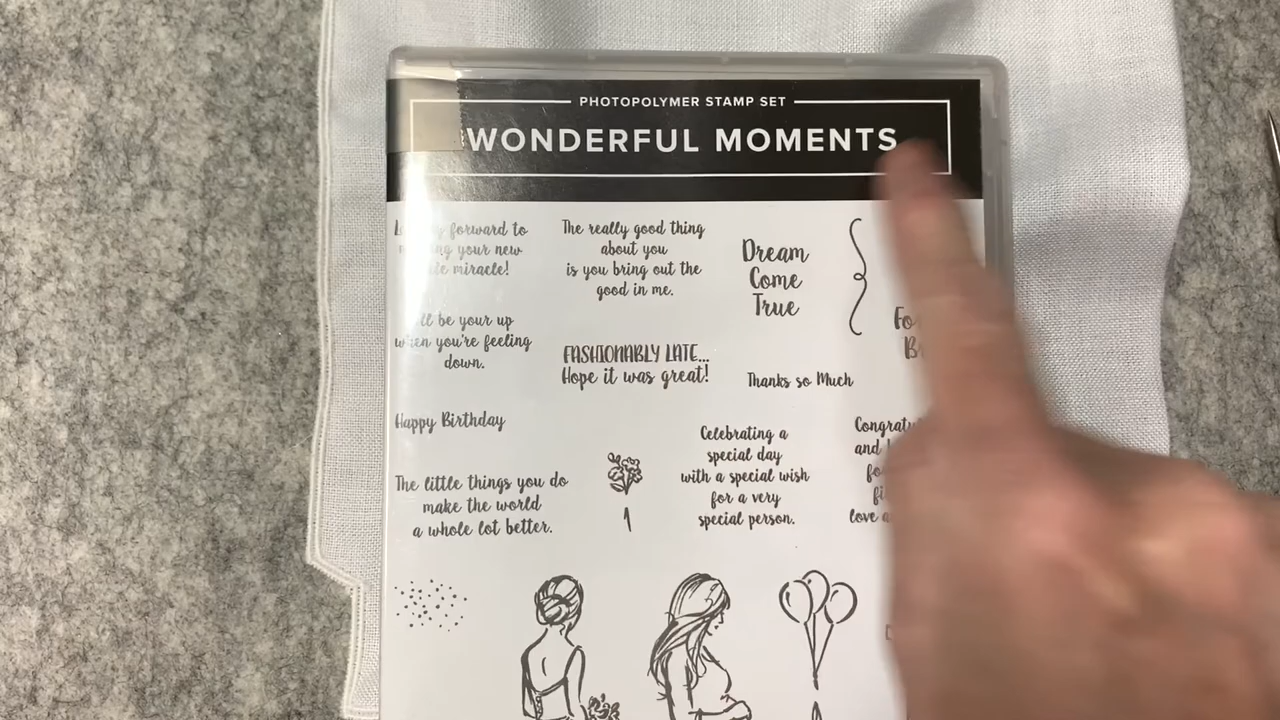 PHOTOPOLYMER STAMP SET
WONDERFUL MOMENTS
forward to
your new
miracle!
The really good thing
about you
is you bring out the
good in me.
Dream
Come
True
be your up
when you're feeling
down.
FASHIONABLY LATE...
Hope it was great!
Thanks so Much
Happy Birthday
The little things you do
make the world
a whole lot better.
Celebrating a
special day
with a special wish
for a very
special person.
and
love